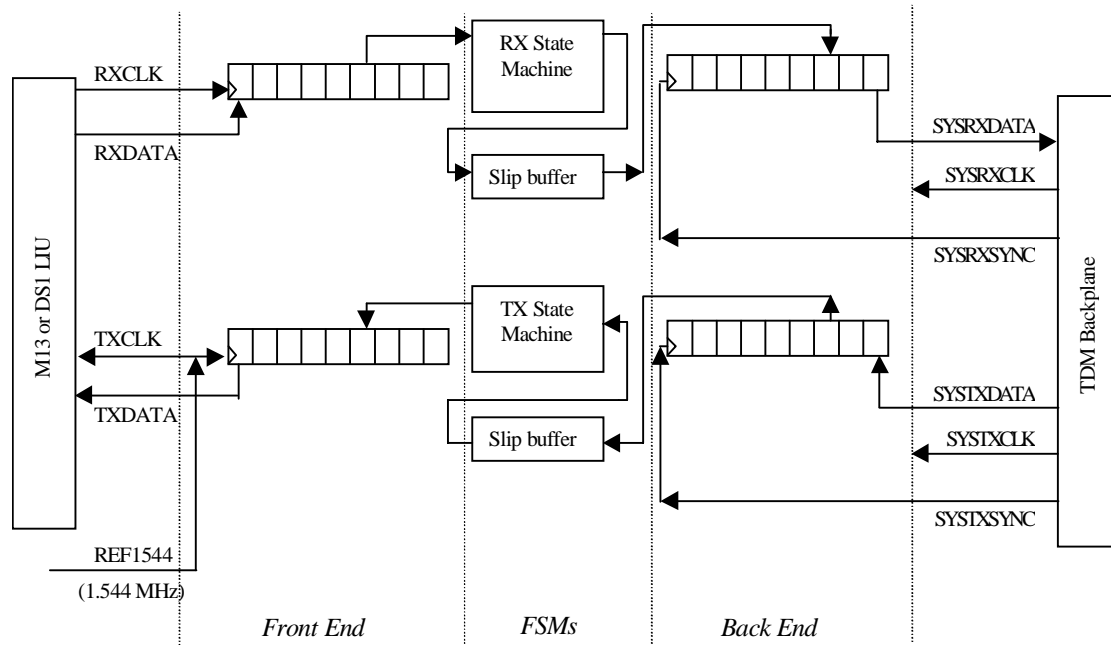 M13 or DS1 LIU
RXCLK
RXDATA
RX State
Machine
Slip buffer
SYSRXDATA
SYSRXCLK
SYSRXSYNC
TDM Backplane
TXCLK
TXDATA
TX State
Machine
Slip buffer
SYSTXDATA
SYSTXCLK
SYSTXSYNC
REF1544
(1.544 MHz)
Front End
FSMs
Back End